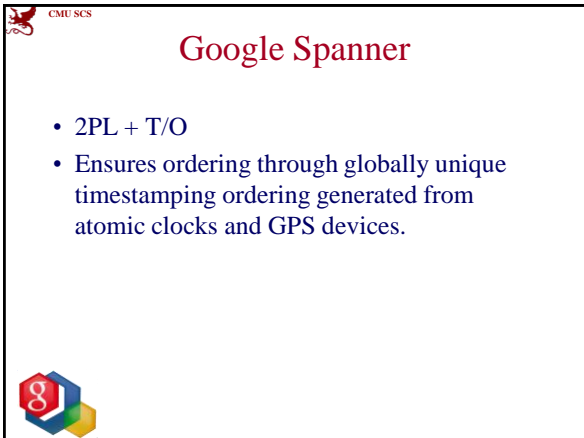 CMU SCS
Google Spanner
• 2PL + T/O
• Ensures ordering through globally unique
timestamping ordering generated from
atomic clocks and GPS devices.
g